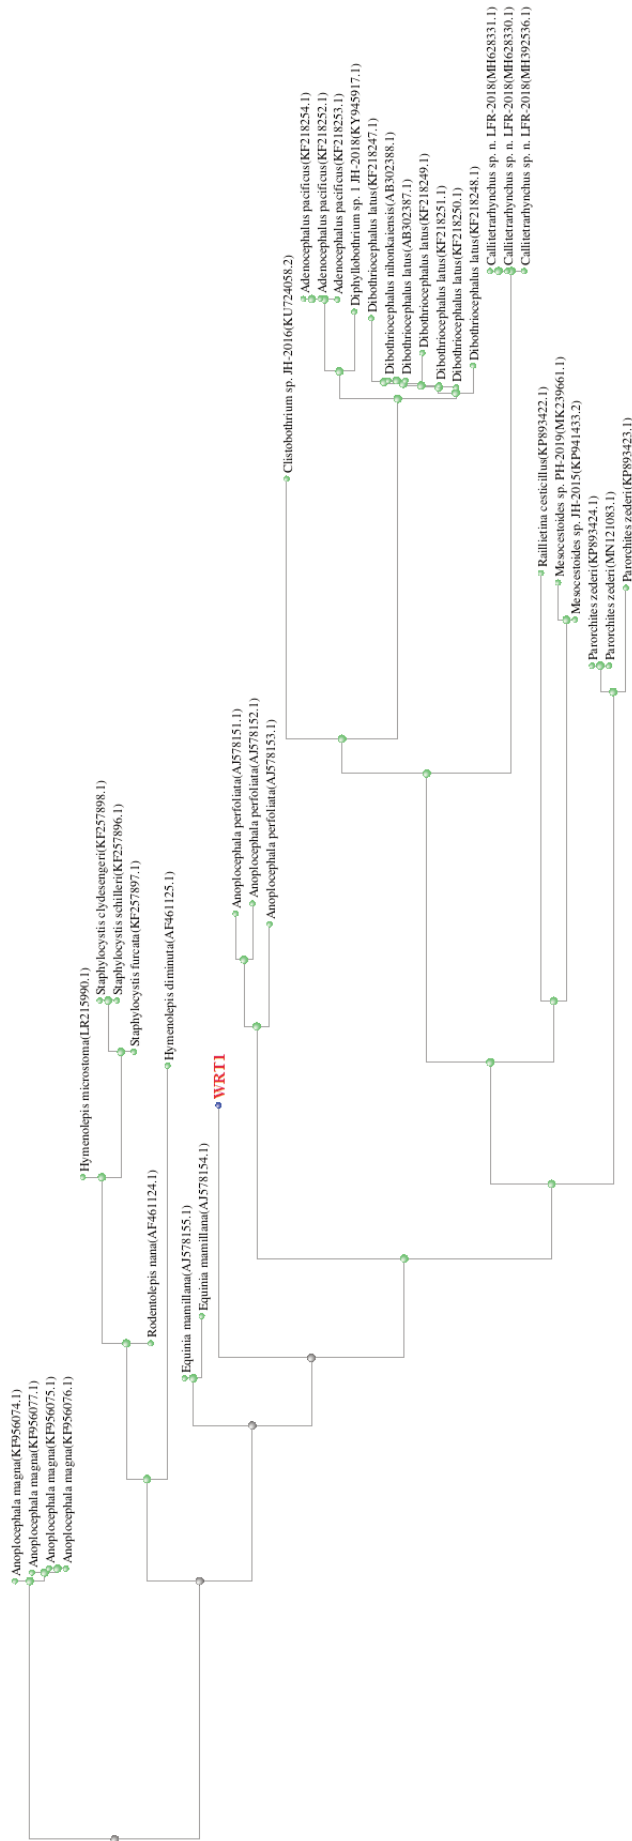 Anoplocephala magna(KF956074.1)
Anoplocephala magna(KF956077.1)
Anoplocephala magna(KF956075.1)
Anoplocephala magna(KF956076.1)
Hymenolepis microstoma(LR215990.1)
Staphylocystis clydesengeri(KF257898.1)
Staphylocystis schilleri(KF257896.1)
Staphylocystis furcata(KF257897.1)
Rodentolepis nana(AF461124.1)
Hymenolepis diminuta(AF461125.1)
Equinia mamillana(AJ578155.1)
Equinia mamillana(AJ578154.1)
WRT1
Anoplocephala perfoliata(AJ578151.1)
Anoplocephala perfoliata(AJ578152.1)
Anoplocephala perfoliata(AJ578153.1)
Clistobothrium sp. JH-2016(KU724058.2)
Adenocephalus pacificus(KF218254.1)
Adenocephalus pacificus(KF218252.1)
Adenocephalus pacificus(KF218253.1)
Diphyllobothrium sp. 1 JH-2018(KY945917.1)
Dibothriocephalus latus(KF218247.1)
Dibothriocephalus nihonkaiensis(AB302388.1)
Dibothriocephalus latus(AB302387.1)
Dibothriocephalus latus(KF218249.1)
Dibothriocephalus latus(KF218251.1)
Dibothriocephalus latus(KF218250.1)
Dibothriocephalus latus(KF218248.1)
Callitetrarhynchus sp. n. LFR-2018(MH628331.1)
Callitetrarhynchus sp. n. LFR-2018(MH628330.1)
Callitetrarhynchus sp. n. LFR-2018(MH392536.1)
Raillietina cesticillus(KP893422.1)
Mesocestoides sp. PH-2019(MK239661.1)
Mesocestoides sp. JH-2015(KP941433.2)
Parorchites zederi(KP893424.1)
Parorchites zederi(MN121083.1)
Parorchites zederi(KP893423.1)